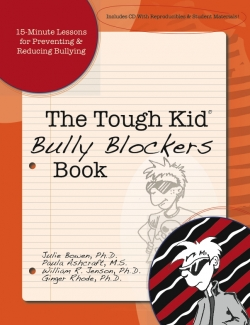 Includes CD With Reproducibles & Student Materials!
15-Minute Lessons
for Preventing &
Reducing Bullying
The Tough Kid®
Bully Blockers
Book
Julie Bowen, Ph.D.
Paula Ashcraft, M.S.
William R. Jenson, Ph.D.
Ginger Rhode, Ph.D.